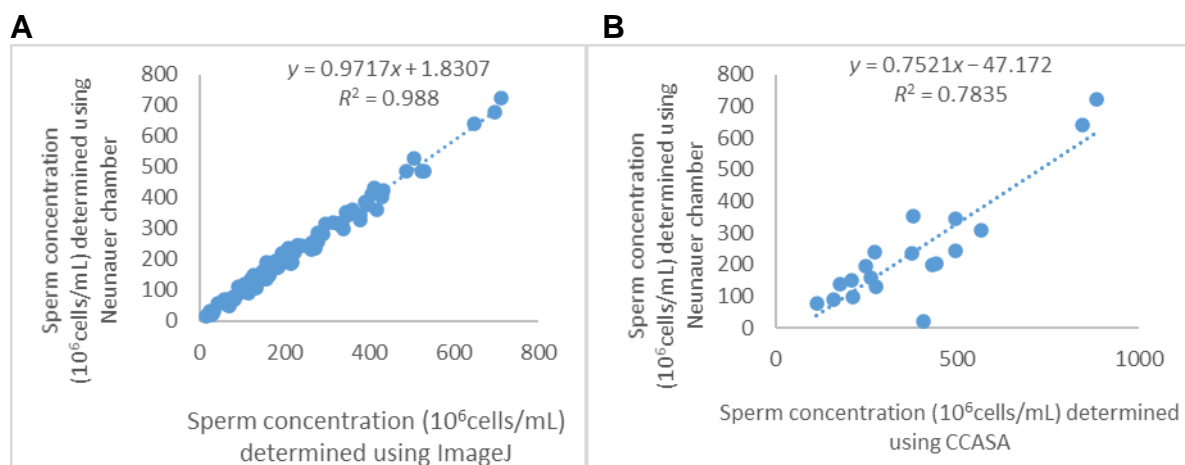 A
y = 0.9717x + 1.8307
R² = 0.988
Sperm concentration
(10⁶cells/mL) determined using
Neunauer chamber
800
700
600
500
400
300
200
100
0
0 200 400 600 800
Sperm concentration (10⁶cells/mL)
determined using ImageJ
B
y = 0.7521x − 47.172
R² = 0.7835
Sperm concentration
(10⁶cells/mL) determined using
Neunauer chamber
800
700
600
500
400
300
200
100
0
0 500 1000
Sperm concentration (10⁶cells/mL) determined
using CCASA